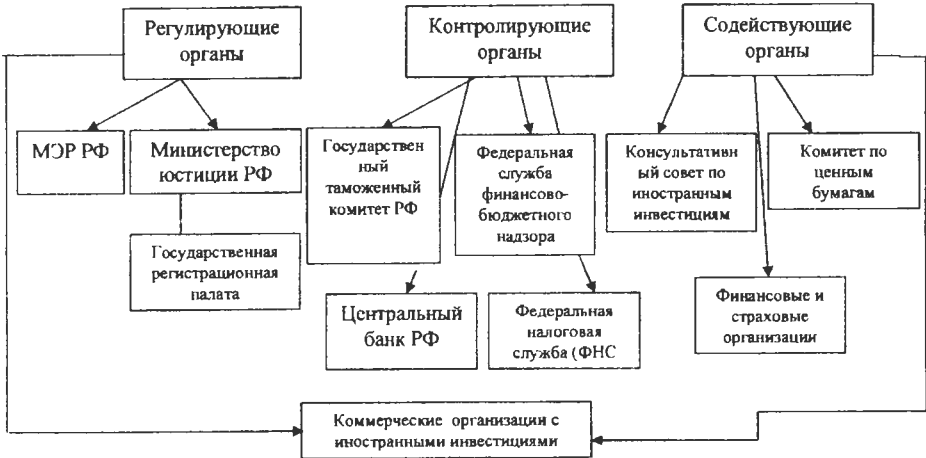 Регулирующие
органы
Контролирующие
органы
Содействующие
органы
МЭР РФ
Министерство
юстиции РФ
Государствен
ный
таможенный
комитет РФ
Федеральная
служба
финансово-
бюджетного
надзора
Консультативн
ый совет по
иностранным
инвестициям
Комитет по
ценным
бумагам
Государственная
регистрационная
палата
Центральный
банк РФ
Федеральная
налоговая
служба (ФНС
Финансовые и
страховые
организации
Коммерческие организации с
иностранными инвестициями